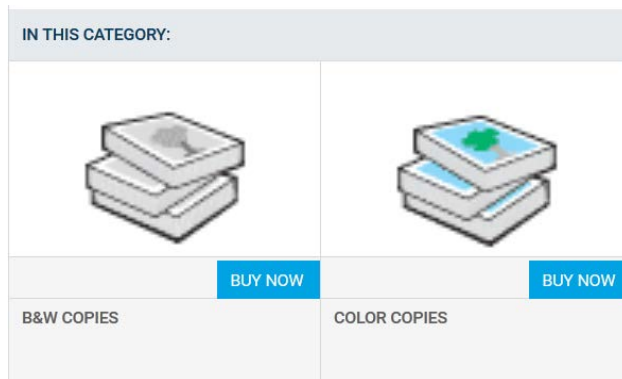 IN THIS CATEGORY:
BUY NOW
BUY NOW
B&W COPIES
COLOR COPIES